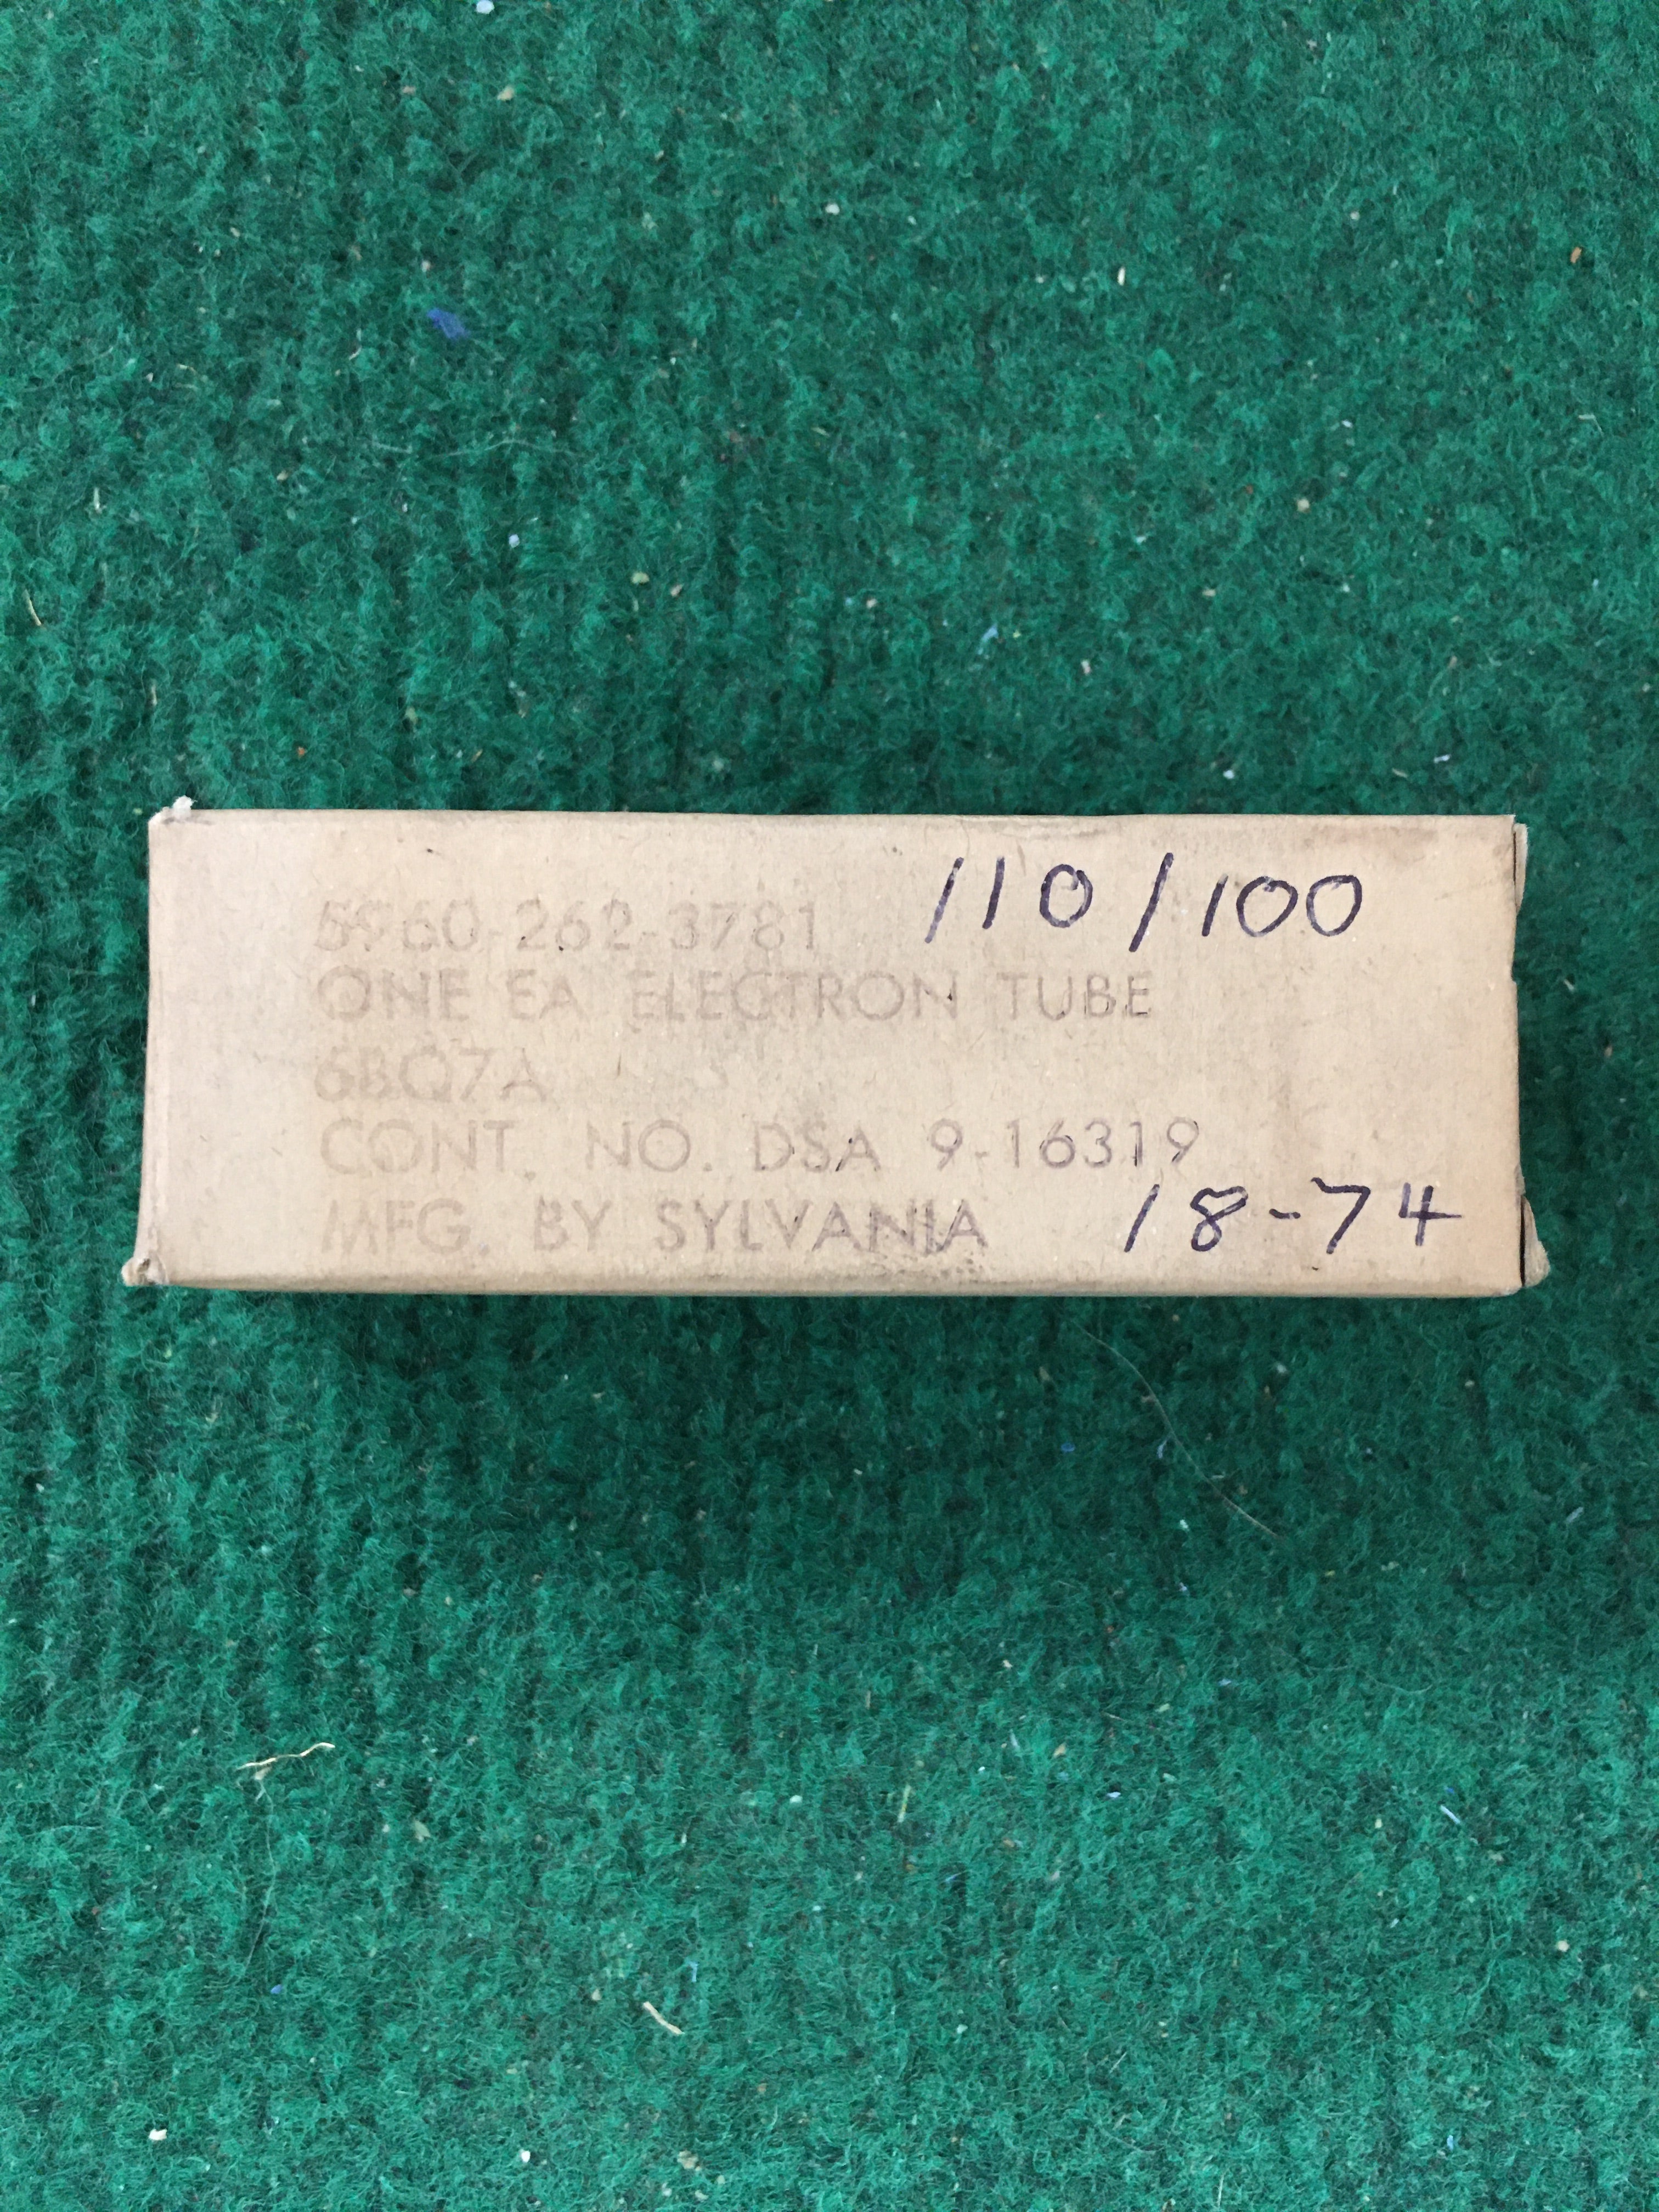 5960-262-3781 110/100
ONE EA ELECTRON TUBE
6BQ7A
CONT. NO. DSA 9-16319
MFG. BY SYLVANIA 18-74